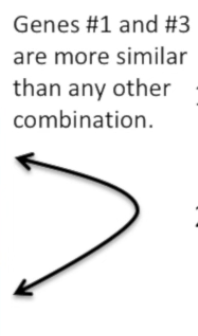 Genes #1 and #3
are more similar
than any other
combination.